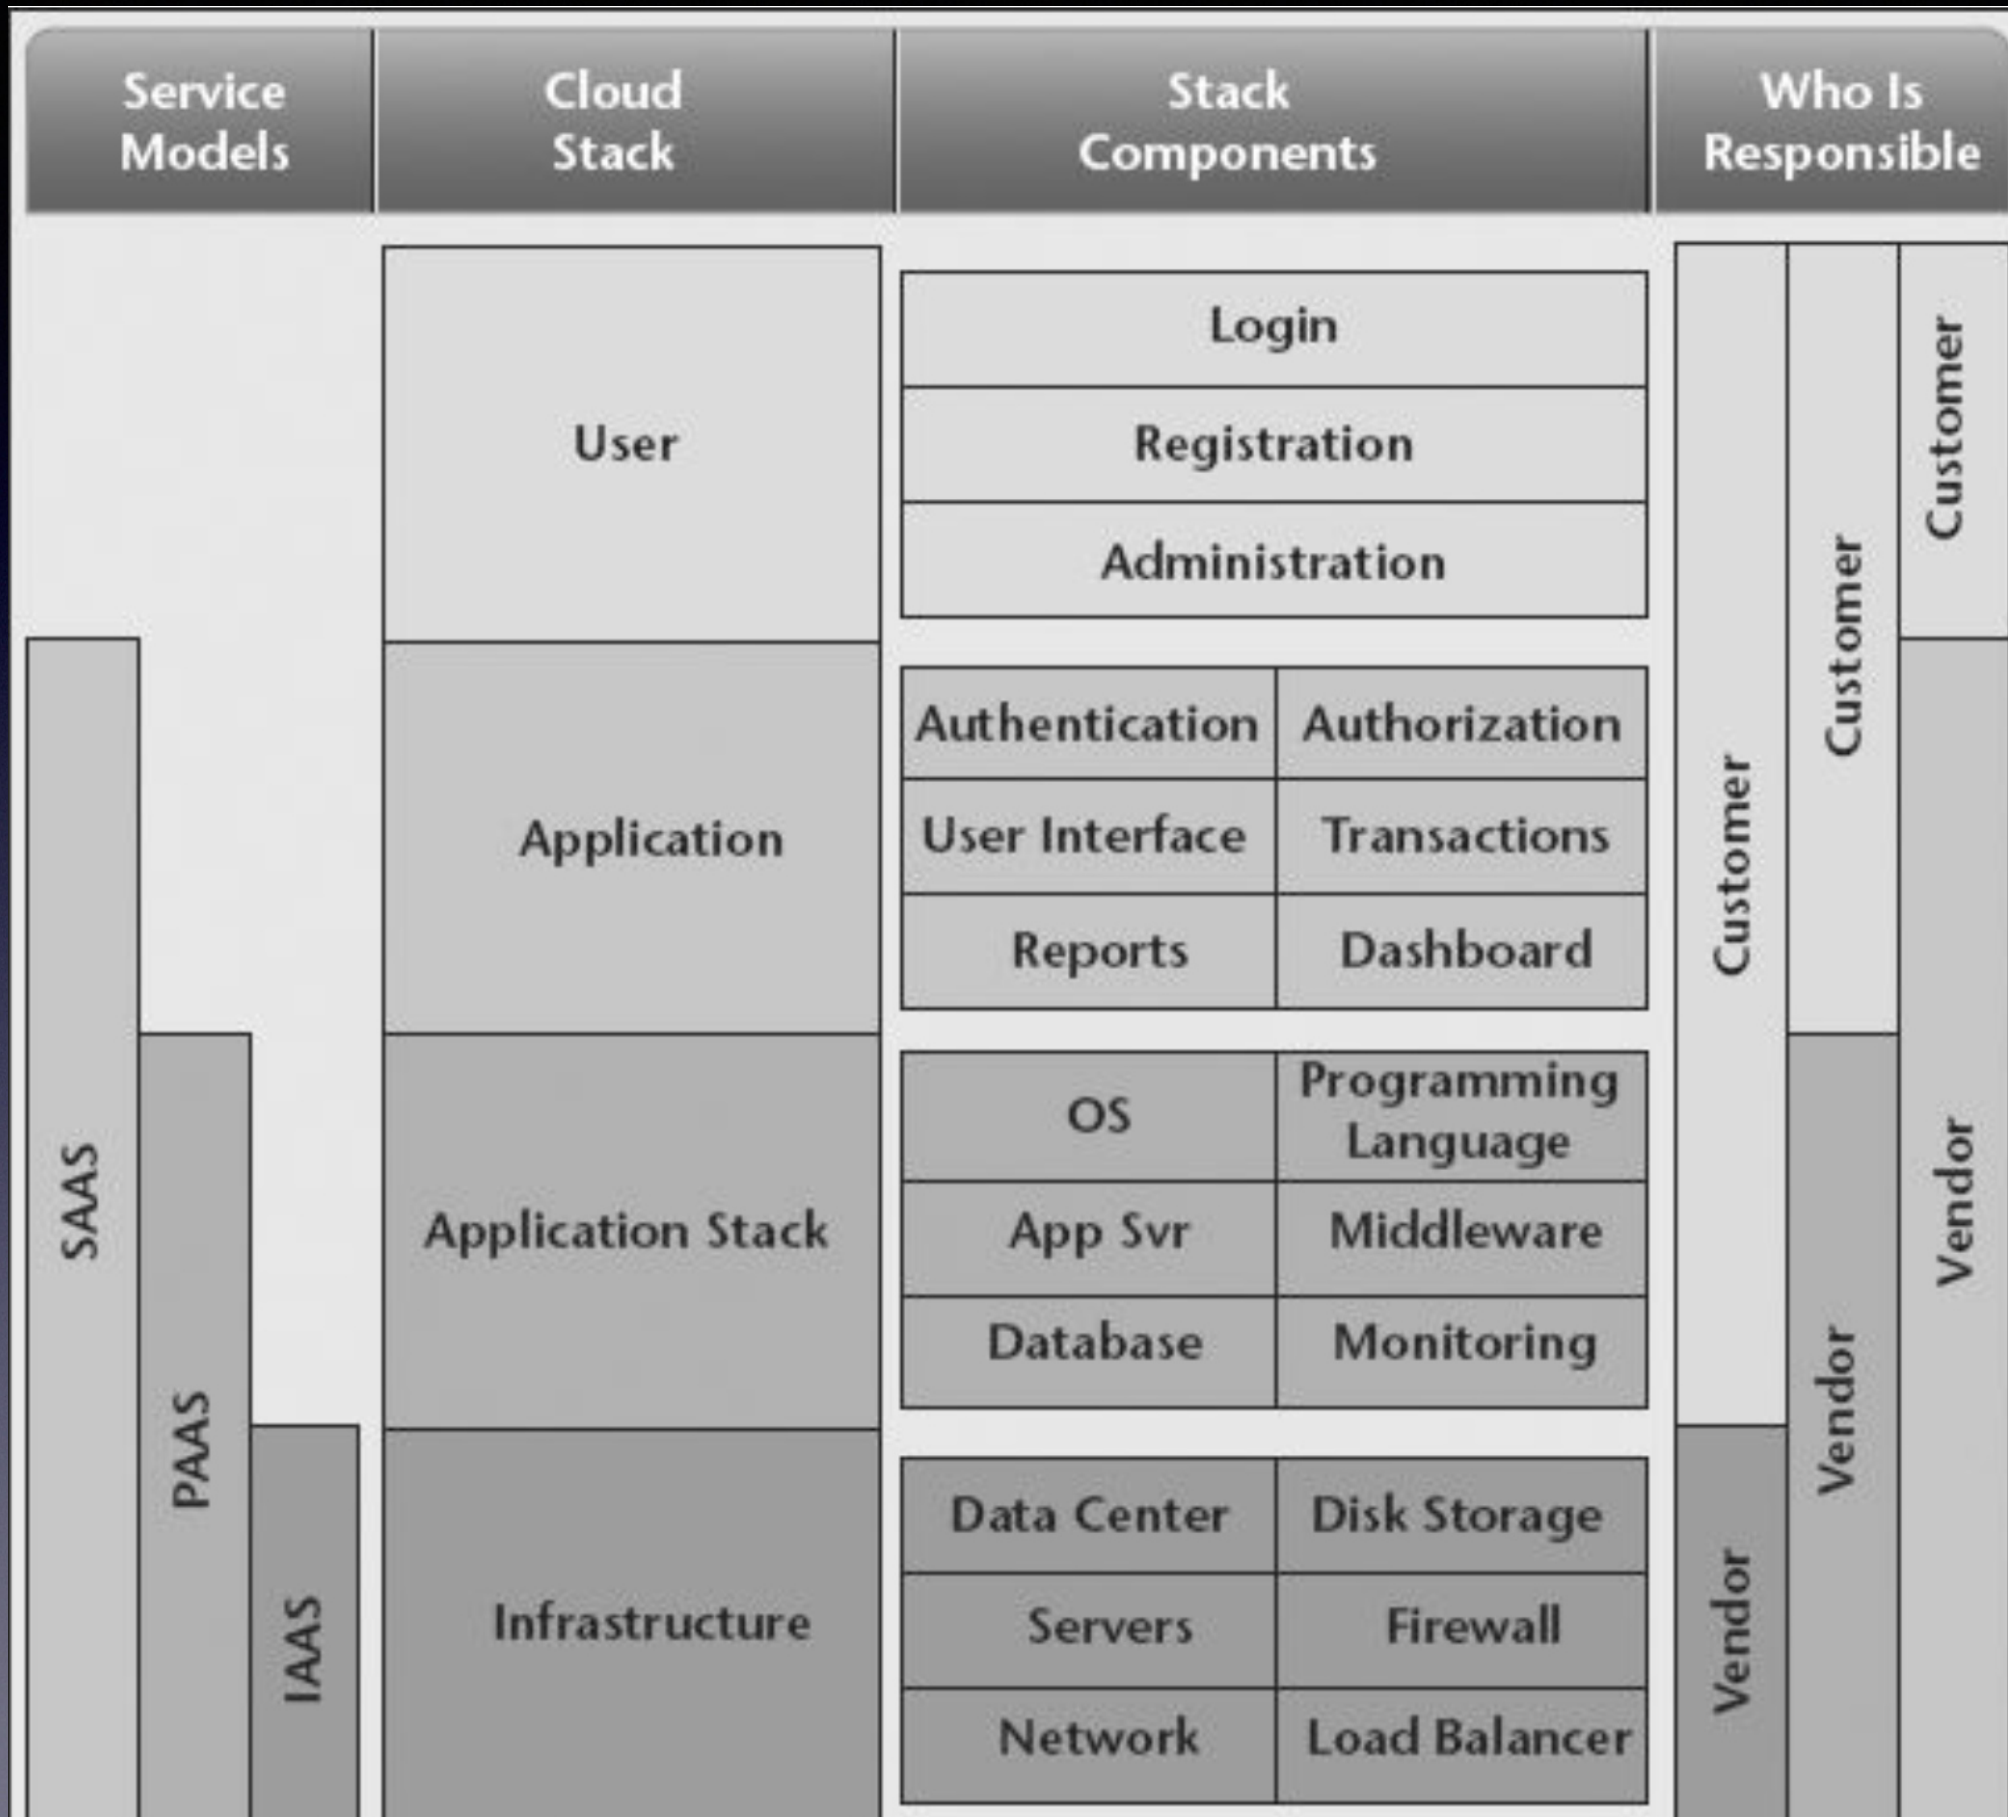 Service
Models
Cloud
Stack
Stack
Components
Who Is
Responsible
User
Login
Registration
Administration
Application
Authentication
Authorization
User Interface
Transactions
Reports
Dashboard
Application Stack
OS
Programming
Language
App Svr
Middleware
Database
Monitoring
Infrastructure
Data Center
Disk Storage
Servers
Firewall
Network
Load Balancer
SAAS
PAAS
IAAS
Customer
Customer
Customer
Vendor
Vendor
Vendor